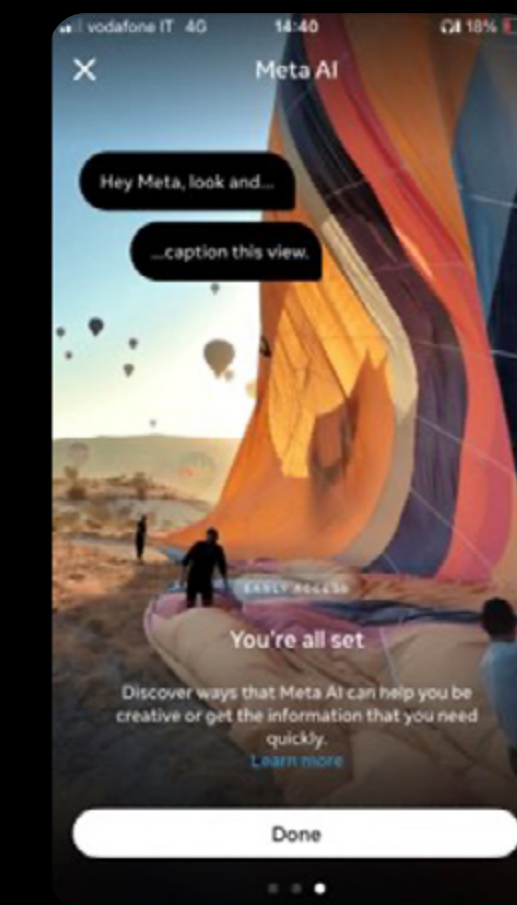 vodafone IT 4G 14:40 18%
Meta AI
Hey Meta, look and...
...caption this view.
EARLY ACCESS
You're all set
Discover ways that Meta AI can help you be
creative or get the information that you need
quickly.
Learn more
Done